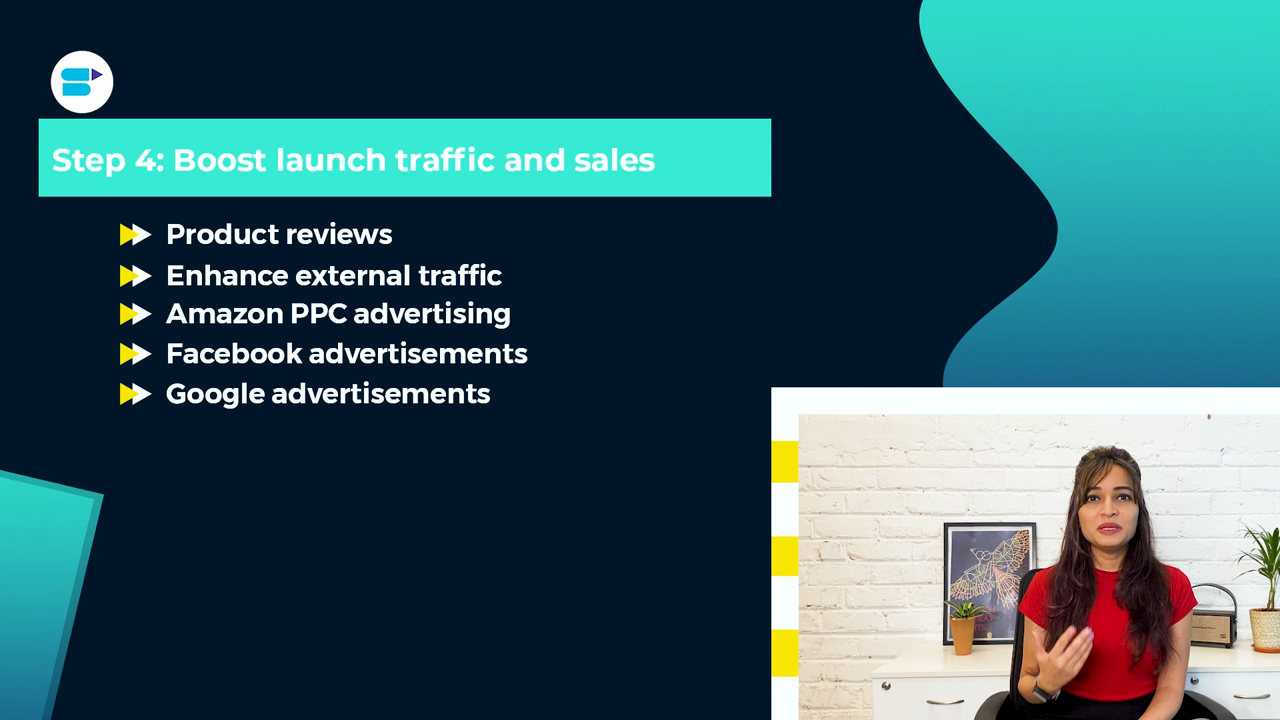 Step 4: Boost launch traffic and sales
Product reviews
Enhance external traffic
Amazon PPC advertising
Facebook advertisements
Google advertisements